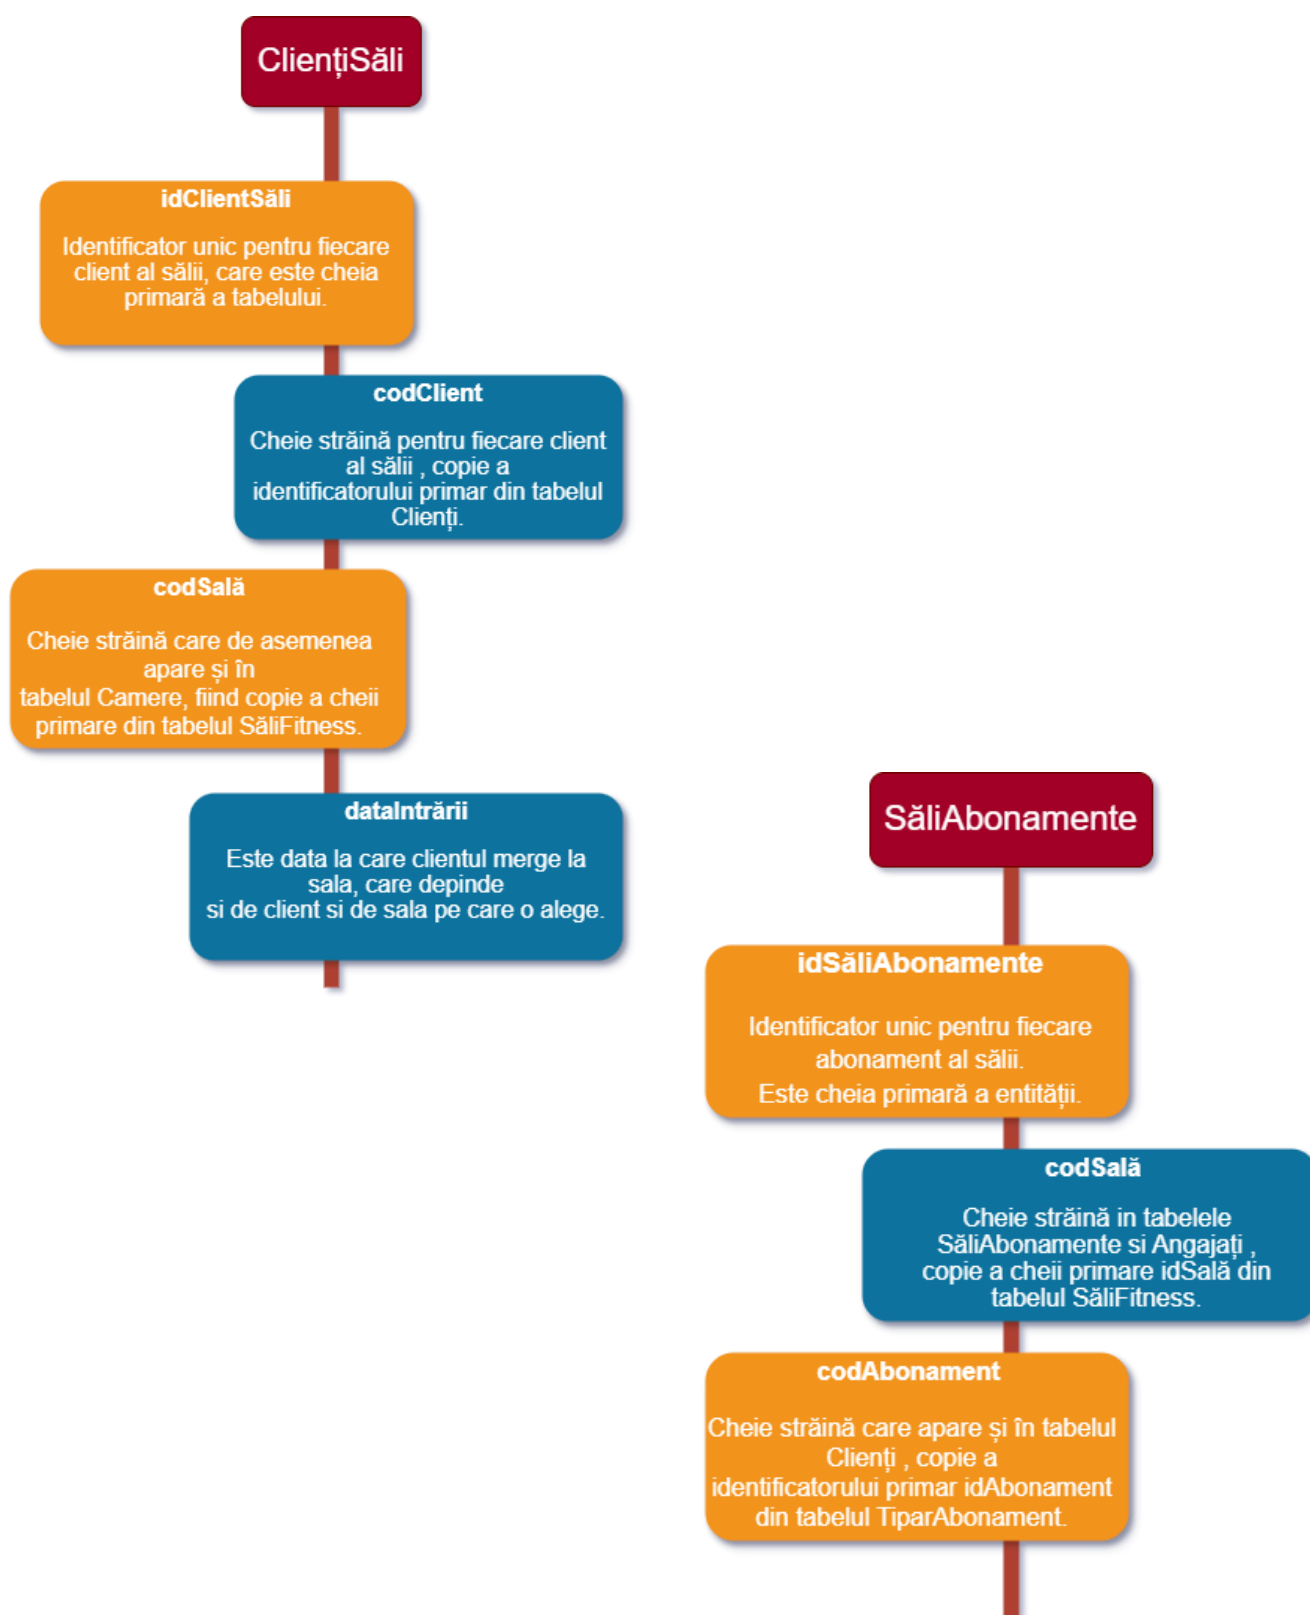 CliențiSăli
idClientSăli
Identificator unic pentru fiecare
client al sălii, care este cheia
primară a tabelului.
codClient
Cheie străină pentru fiecare client
al sălii , copie a
identificatorului primar din tabelul
Clienți.
codSală
Cheie străină care de asemenea
apare și în
tabelul Camere, fiind copie a cheii
primare din tabelul SăliFitness.
dataIntrării
Este data la care clientul merge la
sala, care depinde
si de client si de sala pe care o alege.
SăliAbonamente
idSăliAbonamente
Identificator unic pentru fiecare
abonament al sălii.
Este cheia primară a entității.
codSală
Cheie străină in tabelele
SăliAbonamente si Angajați ,
copie a cheii primare idSală din
tabelul SăliFitness.
codAbonament
Cheie străină care apare și în tabelul
Clienți , copie a
identificatorului primar idAbonament
din tabelul TiparAbonament.